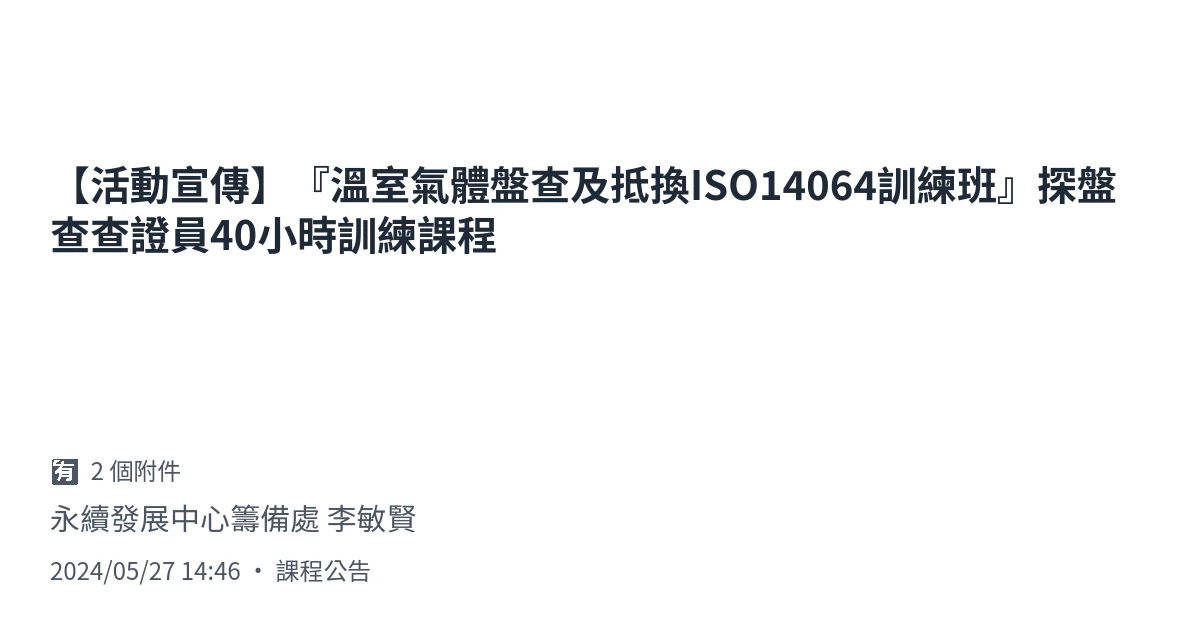 【活動宣傳】『溫室氣體盤查及抵換ISO14064訓練班』探盤
查查證員40小時訓練課程
有 2 個附件
永續發展中心籌備處 李敏賢
2024/05/27 14:46 ・ 課程公告